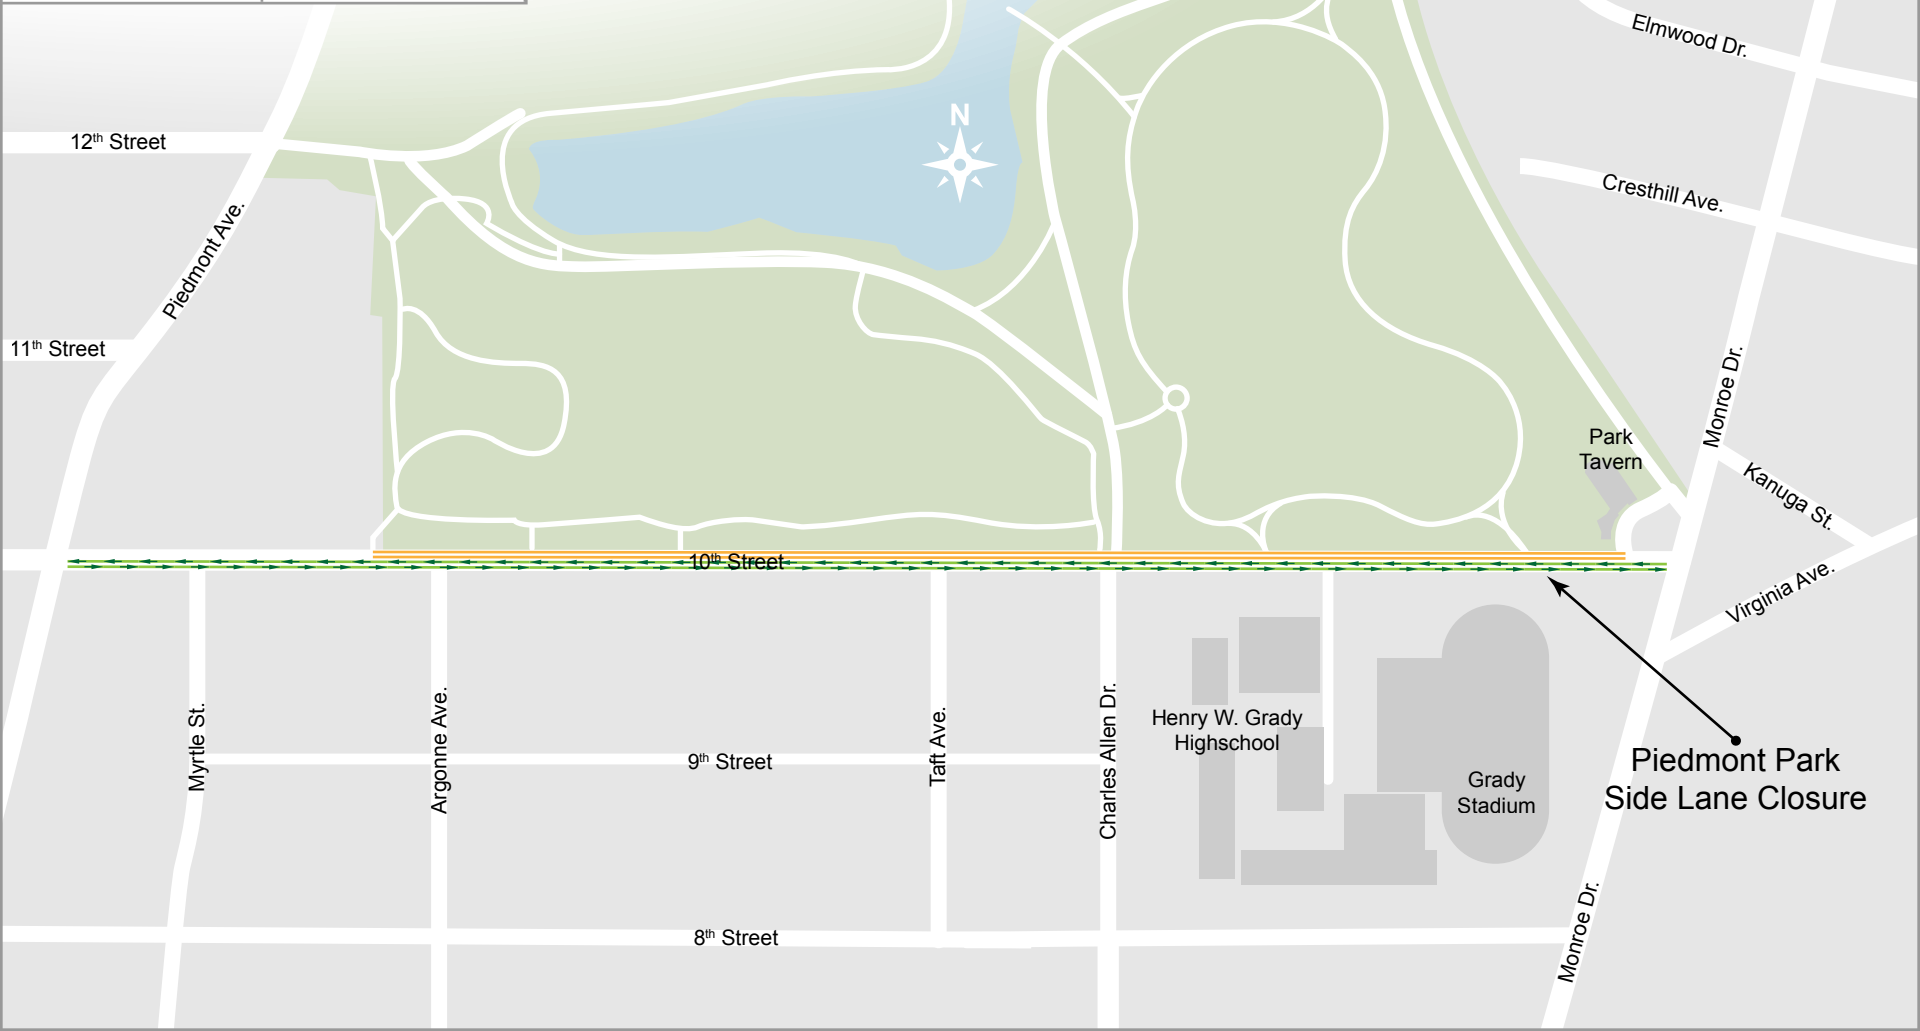 Elmwood Dr.
N
12th Street
Cresthill Ave.
Piedmont Ave.
11th Street
Monroe Dr.
Park
Tavern
Kanuga St.
10th Street
Virginia Ave.
Myrtle St.
Argonne Ave.
9th Street
Taft Ave.
Charles Allen Dr.
Henry W. Grady
Highschool
Grady
Stadium
Piedmont Park
Side Lane Closure
8th Street
Monroe Dr.